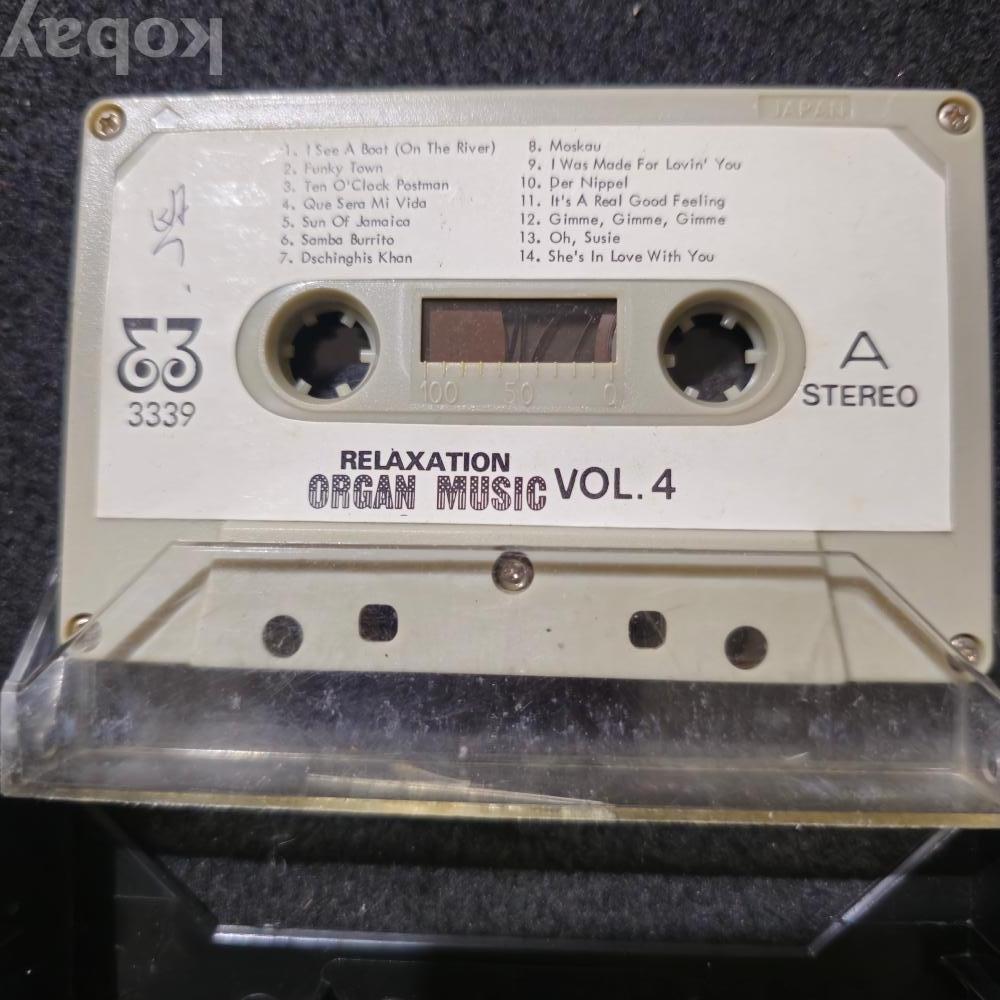 kobay
JAPAN
1. I See A Boat (On The River)
2. Funky Town
3. Ten O'Clock Postman
4. Que Sera Mi Vida
5. Sun Of Jamaica
6. Samba Burrito
7. Dschinghis Khan
8. Moskau
9. I Was Made For Lovin' You
10. Der Nippel
11. It's A Real Good Feeling
12. Gimme, Gimme, Gimme
13. Oh, Susie
14. She's In Love With You
3339
A
STEREO
100 50 0
RELAXATION
ORGAN MUSIC VOL. 4